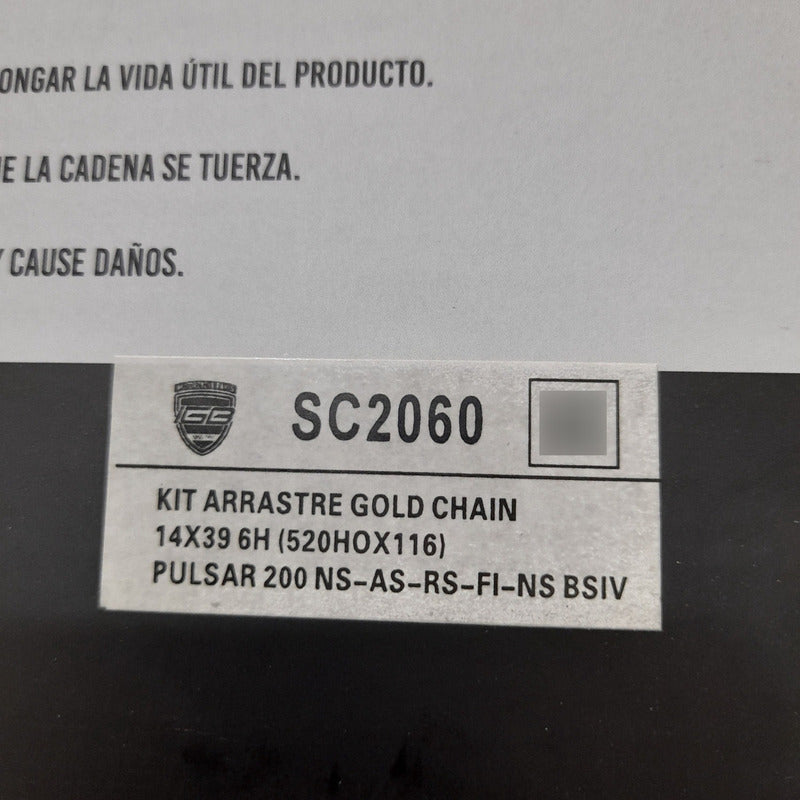 ONGAR LA VIDA ÚTIL DEL PRODUCTO.
E LA CADENA SE TUERZA.
Y CAUSE DAÑOS.
SC2060
KIT ARRASTRE GOLD CHAIN
14X39 6H (520HOX116)
PULSAR 200 NS-AS-RS-FI-NS BSIV